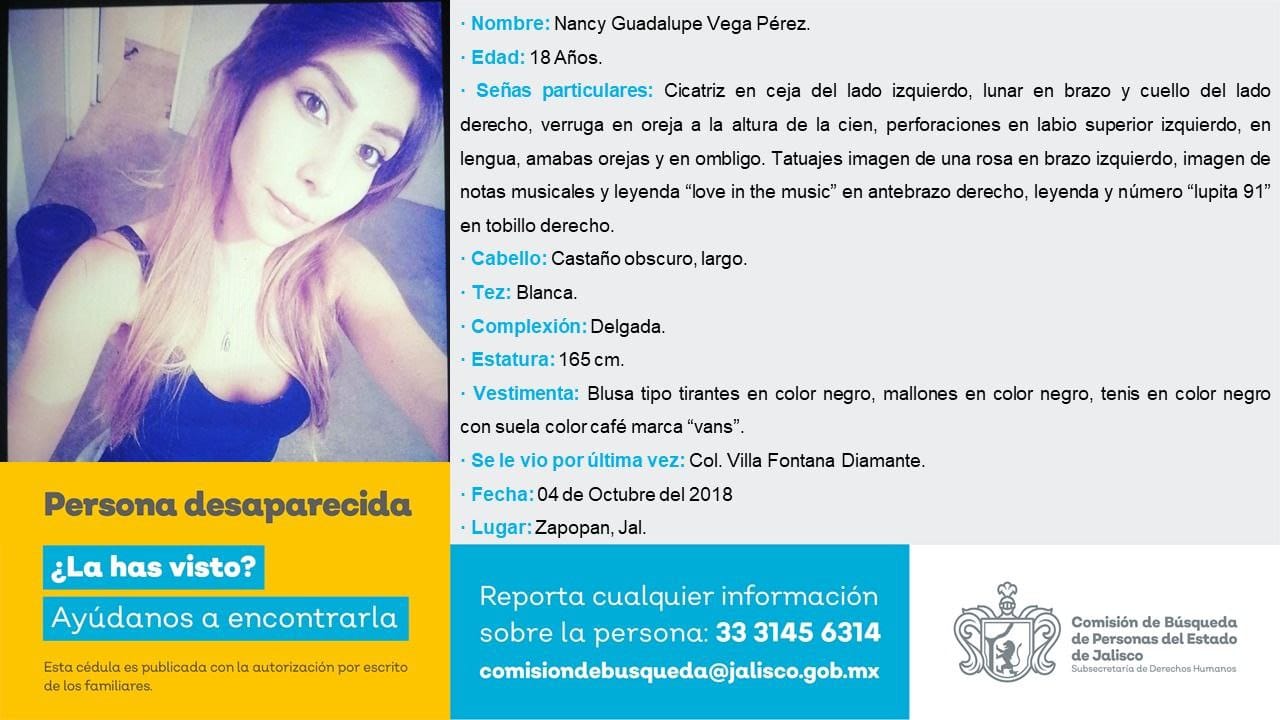 · Nombre: Nancy Guadalupe Vega Pérez.
· Edad: 18 Años.
· Señas particulares: Cicatriz en ceja del lado izquierdo, lunar en brazo y cuello del lado
derecho, verruga en oreja a la altura de la cien, perforaciones en labio superior izquierdo, en
lengua, amabas orejas y en ombligo. Tatuajes imagen de una rosa en brazo izquierdo, imagen de
notas musicales y leyenda “love in the music” en antebrazo derecho, leyenda y número “lupita 91”
en tobillo derecho.
· Cabello: Castaño obscuro, largo.
· Tez: Blanca.
· Complexión: Delgada.
· Estatura: 165 cm.
· Vestimenta: Blusa tipo tirantes en color negro, mallones en color negro, tenis en color negro
con suela color café marca “vans”.
· Se le vio por última vez: Col. Villa Fontana Diamante.
· Fecha: 04 de Octubre del 2018
· Lugar: Zapopan, Jal.
Persona desaparecida
¿La has visto?
Ayúdanos a encontrarla
Esta cédula es publicada con la autorización por escrito
de los familiares.
Reporta cualquier información
sobre la persona: 33 3145 6314
comisiondebusqueda@jalisco.gob.mx
Comisión de Búsqueda
de Personas del Estado
de Jalisco
Subsecretaría de Derechos Humanos